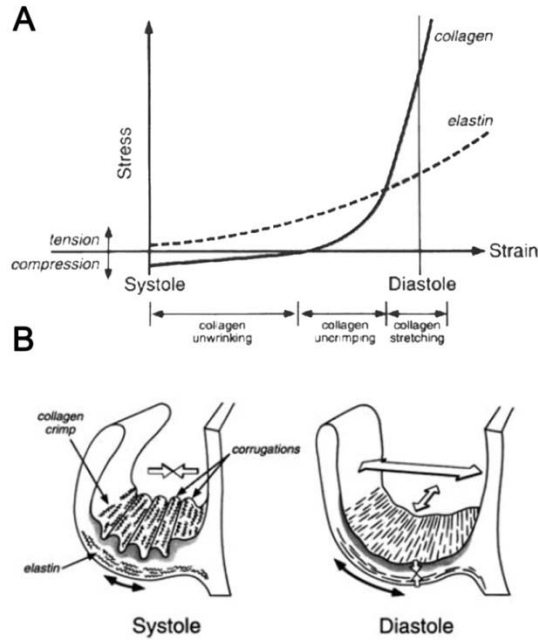 A
collagen
elastin
Stress
tension
compression
Strain
Systole
Diastole
collagen
unwrinking
collagen
uncrimping
collagen
stretching
B
collagen
crimp
corrugations
elastin
Systole
Diastole